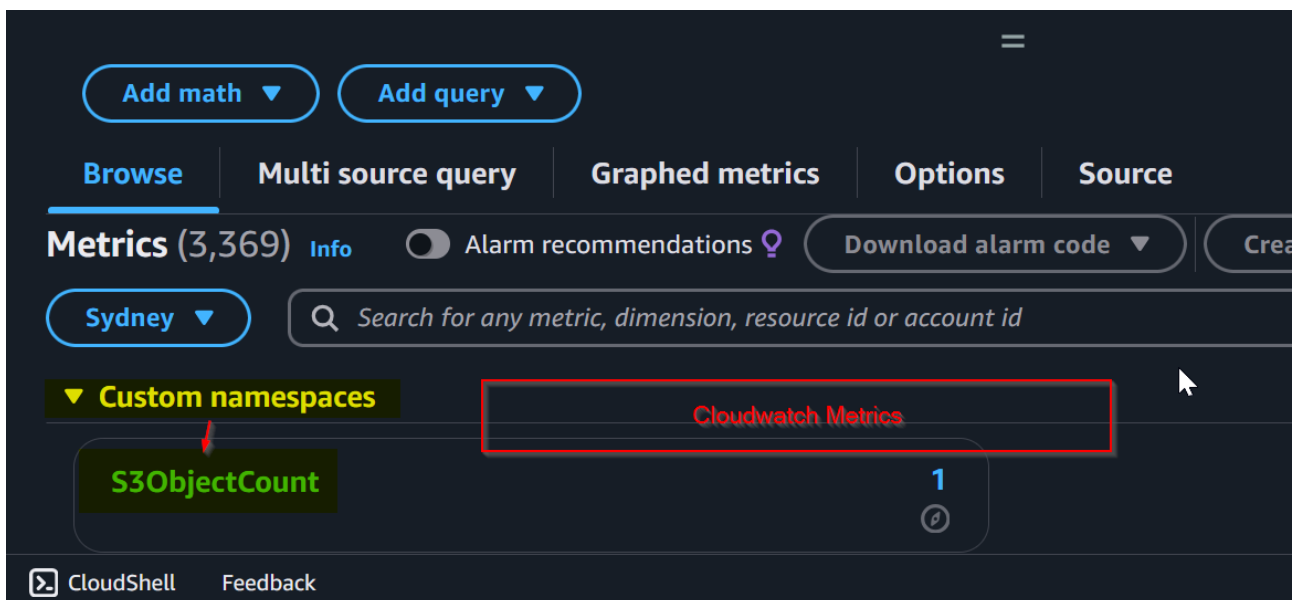 Add math Add query
Browse Multi source query Graphed metrics Options Source
Metrics (3,369) Info Alarm recommendations Download alarm code
Sydney Search for any metric, dimension, resource id or account id
Custom namespaces
Cloudwatch Metrics
S3ObjectCount 1
CloudShell Feedback